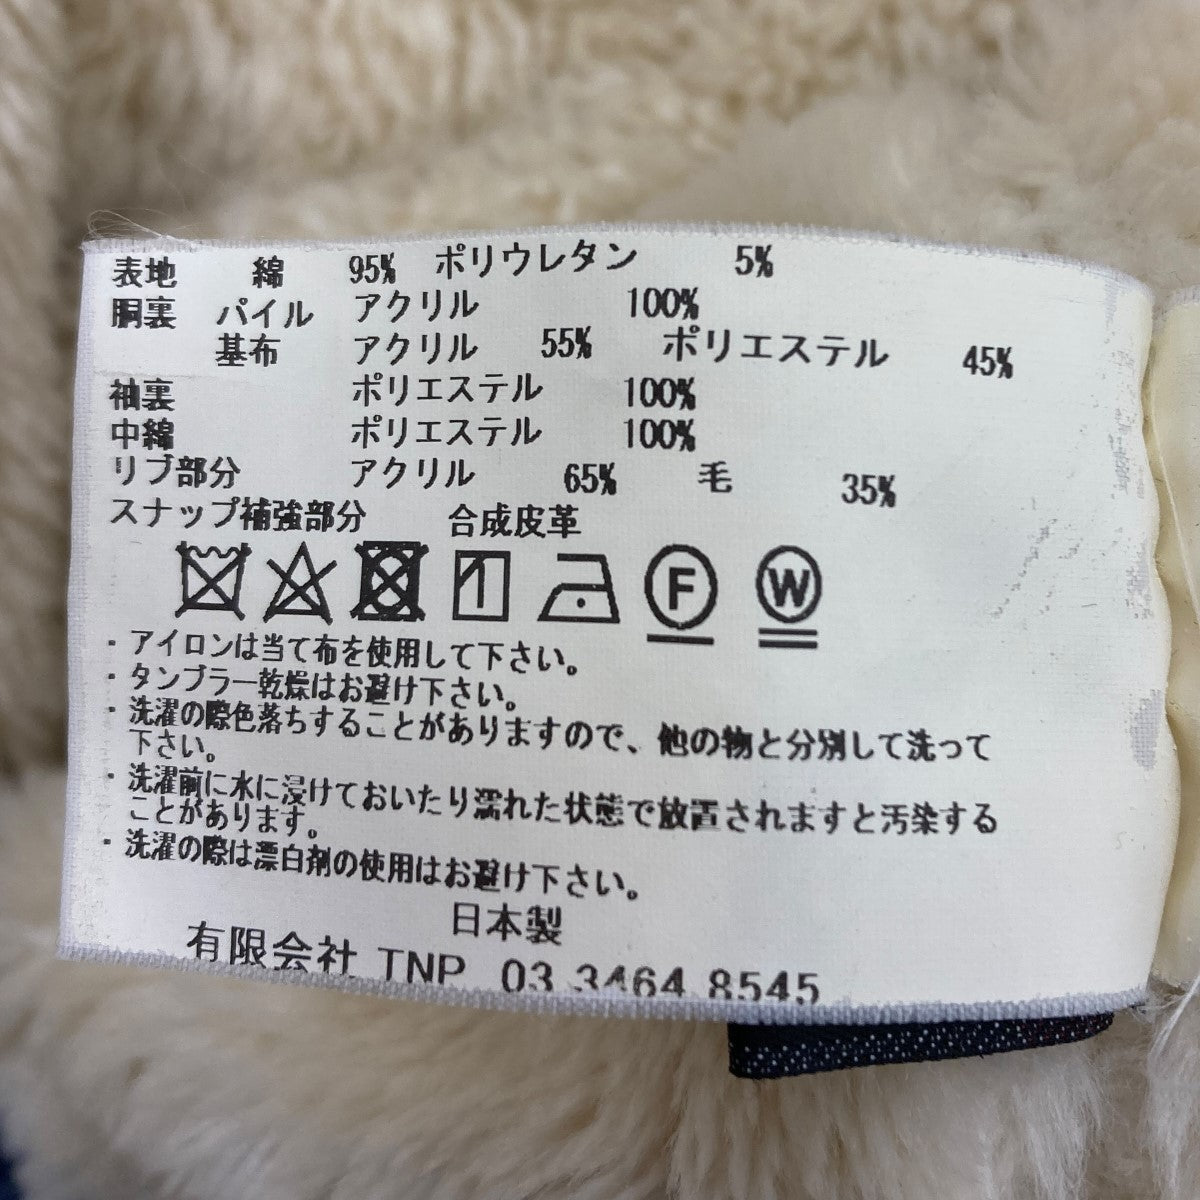 表地 綿 95% ポリウレタン 5%
胴裏 パイル アクリル 100%
基布 アクリル 55% ポリエステル 45%
袖裏 ポリエステル 100%
中綿 ポリエステル 100%
リブ部分 アクリル 65% 毛 35%
スナップ補強部分 合成皮革
F W
・アイロンは当て布を使用して下さい。
・タンブラー乾燥はお避け下さい。
・洗濯の際色落ちすることがありますので、他の物と分別して洗って
下さい。
・洗濯前に水に浸けておいたり濡れた状態で放置されますと汚染する
ことがあります。
・洗濯の際は漂白剤の使用はお避け下さい。
日本製
有限会社 TNP 03 3464 8545